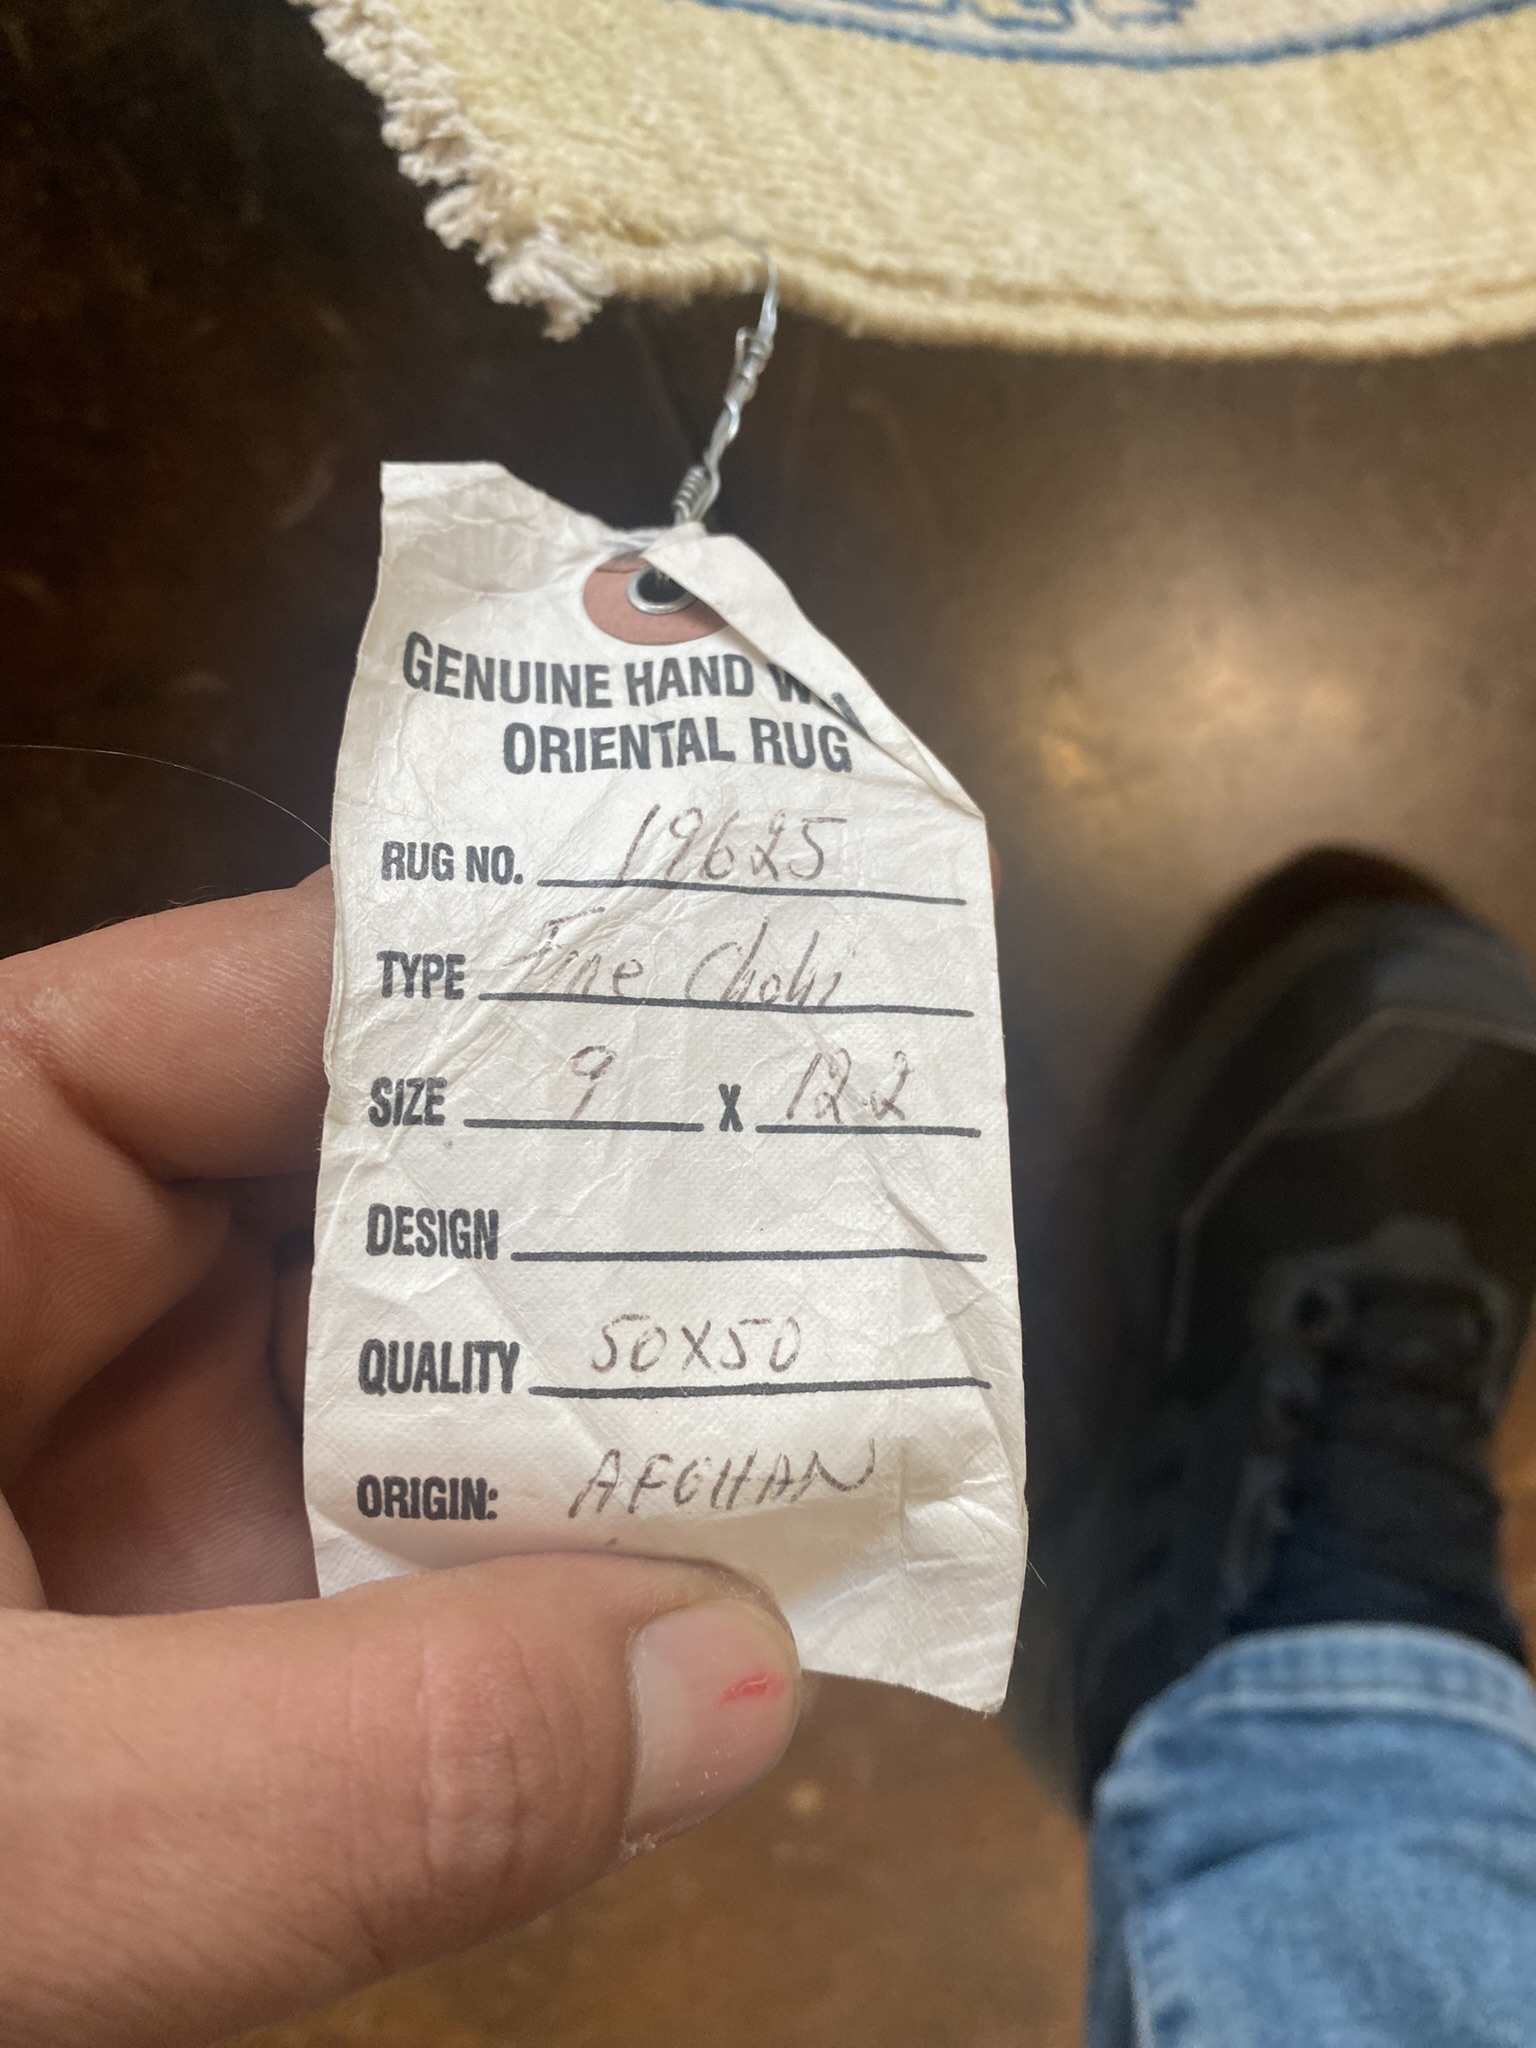 GENUINE HAND
ORIENTAL RUG
RUG NO. 19625
TYPE Fine Chobi
SIZE 9 X 12.2
DESIGN
QUALITY 50X50
ORIGIN: AFGHAN